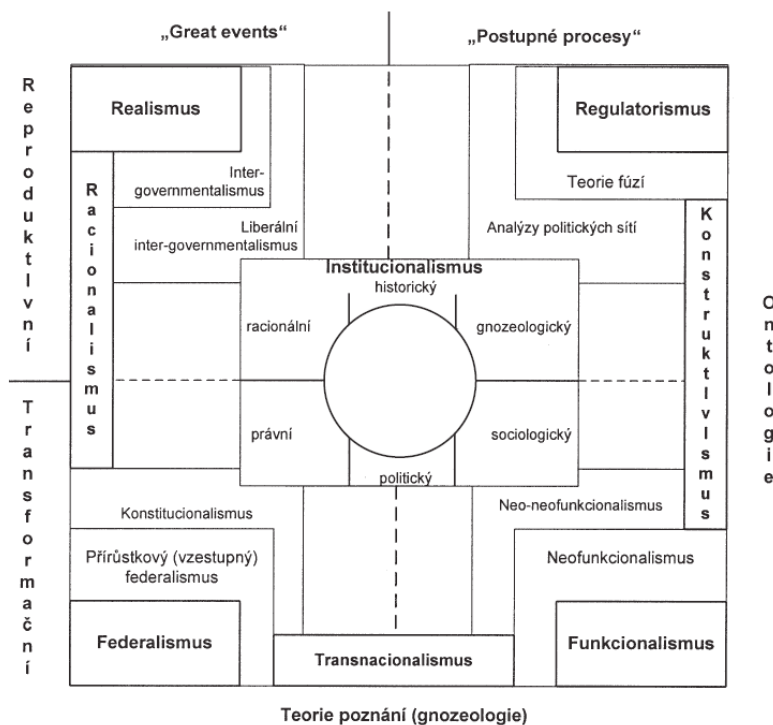 „Great events“
„Postupné procesy“
ReproduktIvní
Realismus
Regulatorismus
Racionalismus
Inter-
governmentalismus
Teorie fúzí
Liberální
inter-governmentalismus
Analýzy politických sítí
KonstruktIvIsmus
Institucionalismus
historický
racionální
gnozeologický
Ontologie
Transformační
právní
sociologický
politický
Konstitucionalismus
Neo-neofunkcionalismus
Přírůstkový (vzestupný)
federalismus
Neofunkcionalismus
Federalismus
Transnacionalismus
Funkcionalismus
Teorie poznání (gnozeologie)